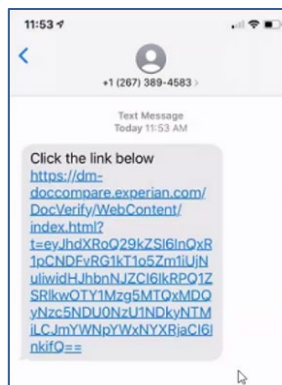 11:53
+1 (267) 389-4583 >
Text Message
Today 11:53 AM
Click the link below
https://dm-
doccompare.experian.com/
DocVerify/WebContent/
index.html?
t=eyJhdXRoQ29kZSI6InQxR
1pCNDFvRG1kT1o5Zm1iUjN
uIiwidHJhbnNJZCI6IkRPQ1Z
SRlkwOTY1Mzg5MTQxMDQ
yNzc5NDU0NzU1NDkyNTM
iLCJmYWNpYWxNYXRjaCI6I
nkifQ==